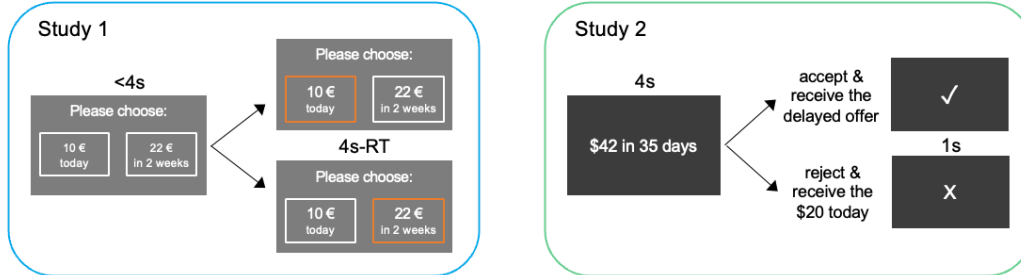 Study 1
<4s
Please choose:
10 €
today
22 €
in 2 weeks
Please choose:
10 €
today
22 €
in 2 weeks
4s-RT
Please choose:
10 €
today
22 €
in 2 weeks
Study 2
4s
$42 in 35 days
accept &
receive the
delayed offer
✓
1s
reject &
receive the
$20 today
X